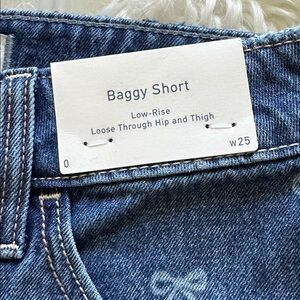 Baggy Short
Low-Rise
Loose Through Hip and Thigh
0
w25